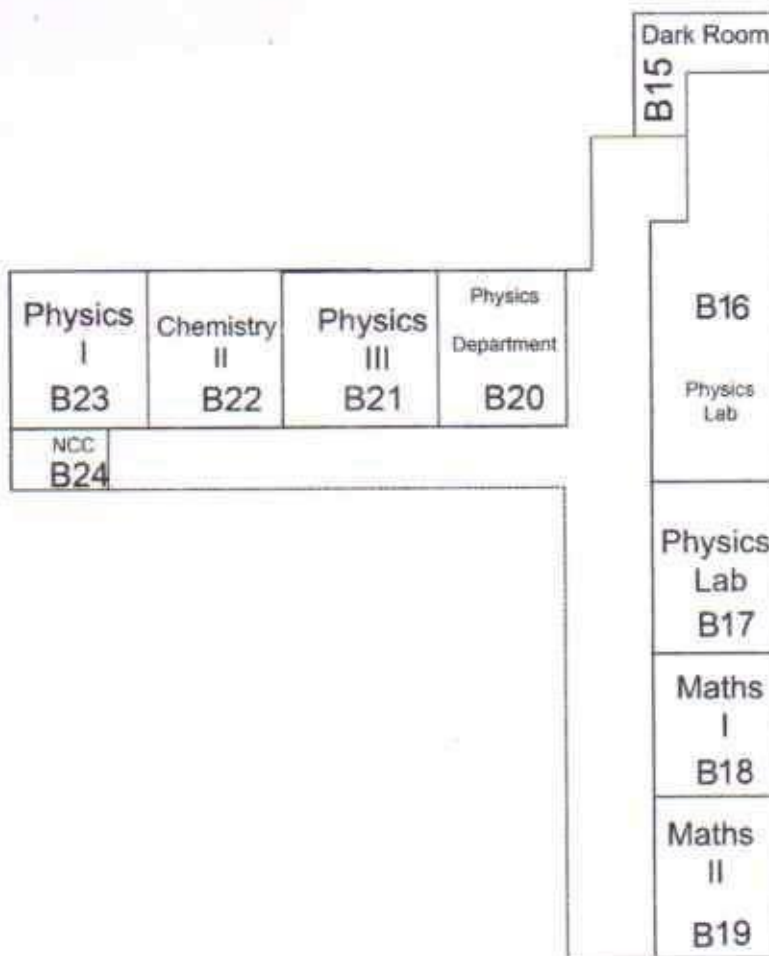 Dark Room
B15
B16
Physics
Lab
Physics
I
B23
Chemistry
II
B22
Physics
III
B21
Physics
Department
B20
NCC
B24
Physics
Lab
B17
Maths
I
B18
Maths
II
B19